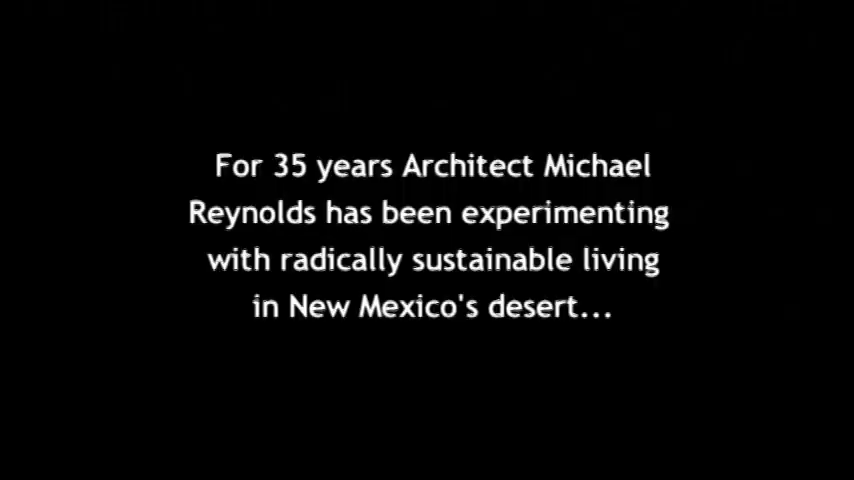 For 35 years Architect Michael
Reynolds has been experimenting
with radically sustainable living
in New Mexico's desert...